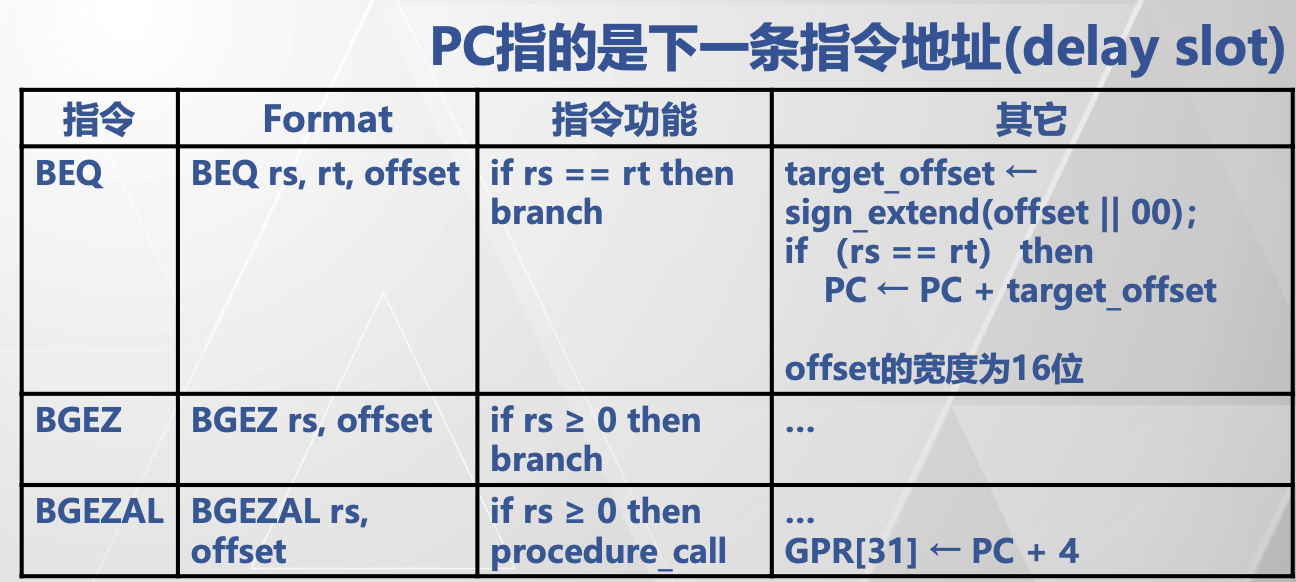 PC指的是下一条指令地址(delay slot)
指令 Format 指令功能 其它
BEQ
BEQ rs, rt, offset
if rs == rt then
branch
target_offset ←
sign_extend(offset || 00);
if (rs == rt) then
PC ← PC + target_offset
offset的宽度为16位
BGEZ
BGEZ rs, offset
if rs ≥ 0 then
branch
...
BGEZAL
BGEZAL rs,
offset
if rs ≥ 0 then
procedure_call
...
GPR[31] ← PC + 4